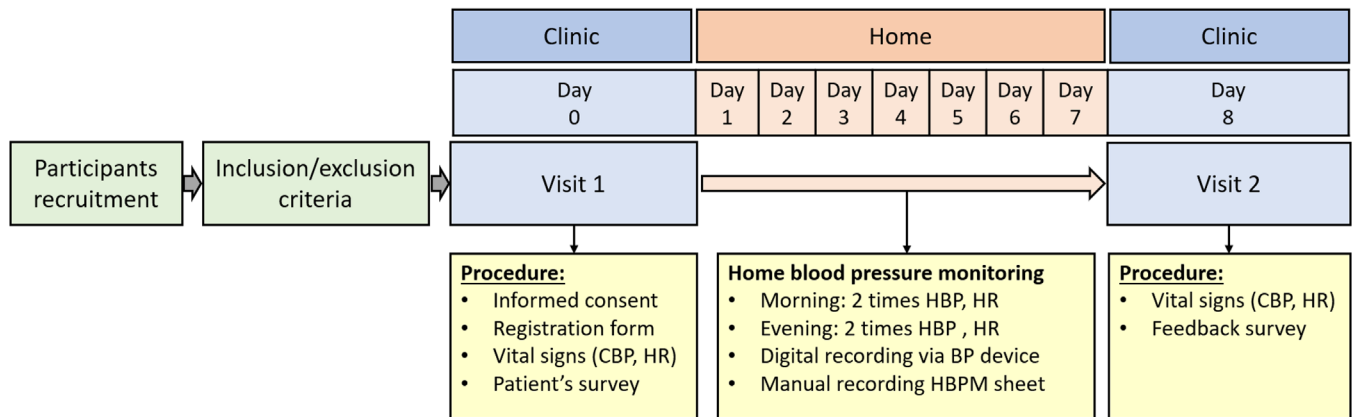 Clinic
Home
Clinic
Day
0
Day
1
Day
2
Day
3
Day
4
Day
5
Day
6
Day
7
Day
8
Participants
recruitment
Inclusion/exclusion
criteria
Visit 1
Visit 2
Procedure:
• Informed consent
• Registration form
• Vital signs (CBP, HR)
• Patient’s survey
Home blood pressure monitoring
• Morning: 2 times HBP, HR
• Evening: 2 times HBP , HR
• Digital recording via BP device
• Manual recording HBPM sheet
Procedure:
• Vital signs (CBP, HR)
• Feedback survey